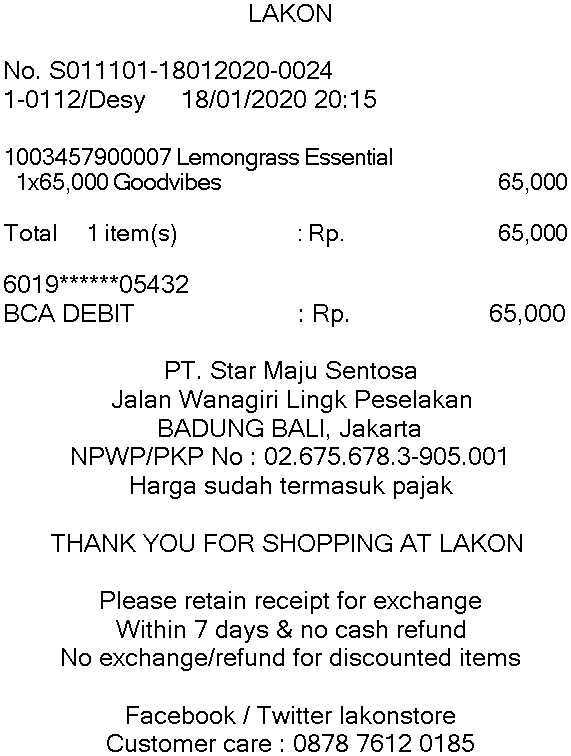 LAKON
No. S011101-18012020-0024
1-0112/Desy 18/01/2020 20:15
1003457900007 Lemongrass Essential
1x65,000 Goodvibes 65,000
Total 1 item(s) : Rp. 65,000
6019******05432
BCA DEBIT : Rp. 65,000
PT. Star Maju Sentosa
Jalan Wanagiri Lingk Peselakan
BADUNG BALI, Jakarta
NPWP/PKP No : 02.675.678.3-905.001
Harga sudah termasuk pajak
THANK YOU FOR SHOPPING AT LAKON
Please retain receipt for exchange
Within 7 days & no cash refund
No exchange/refund for discounted items
Facebook / Twitter lakonstore
Customer care : 0878 7612 0185